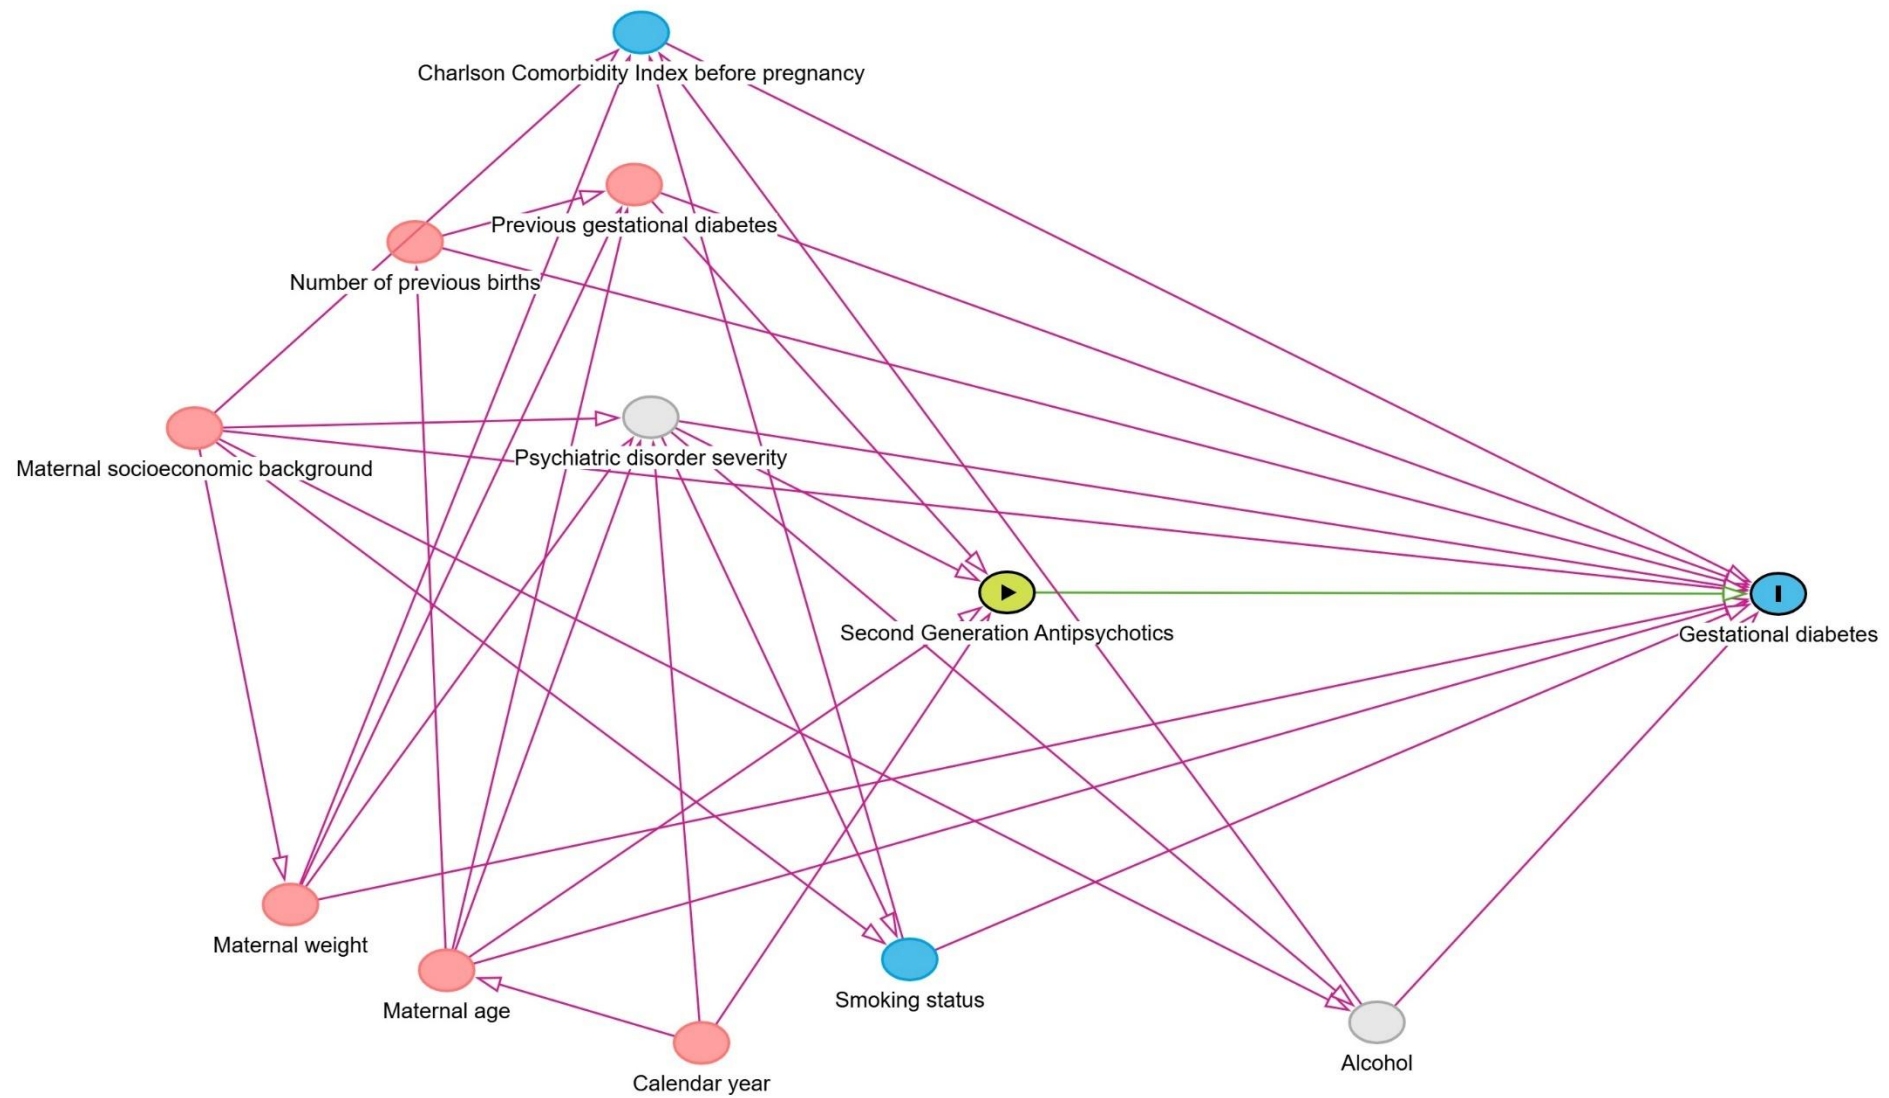 Charlson Comorbidity Index before pregnancy
Previous gestational diabetes
Number of previous births
Psychiatric disorder severity
Maternal socioeconomic background
Second Generation Antipsychotics
Gestational diabetes
Maternal weight
Smoking status
Maternal age
Alcohol
Calendar year